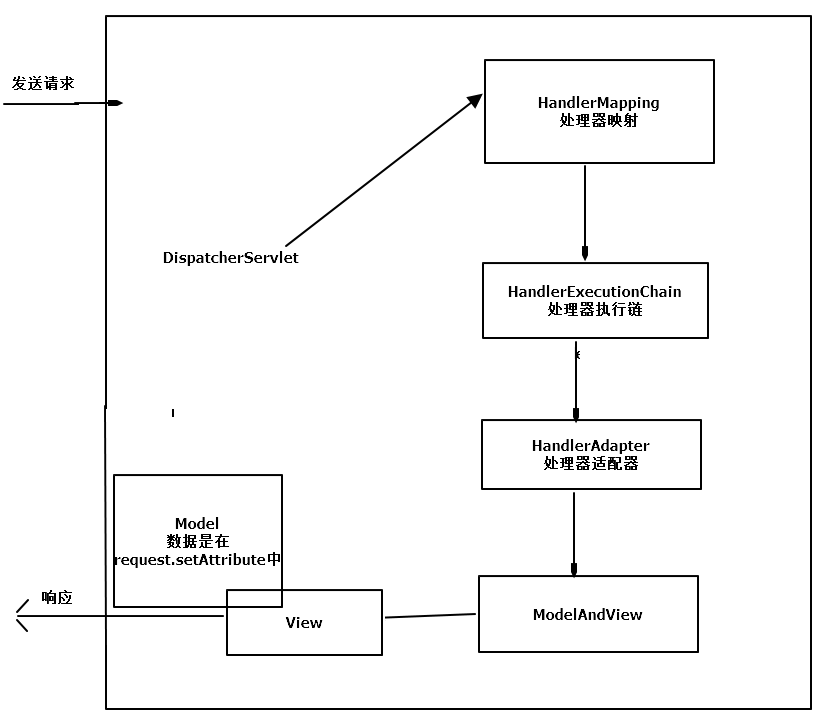 发送请求
HandlerMapping
处理器映射
DispatcherServlet
HandlerExecutionChain
处理器执行链
HandlerAdapter
处理器适配器
Model
数据是在
request.setAttribute中
响应
View
ModelAndView